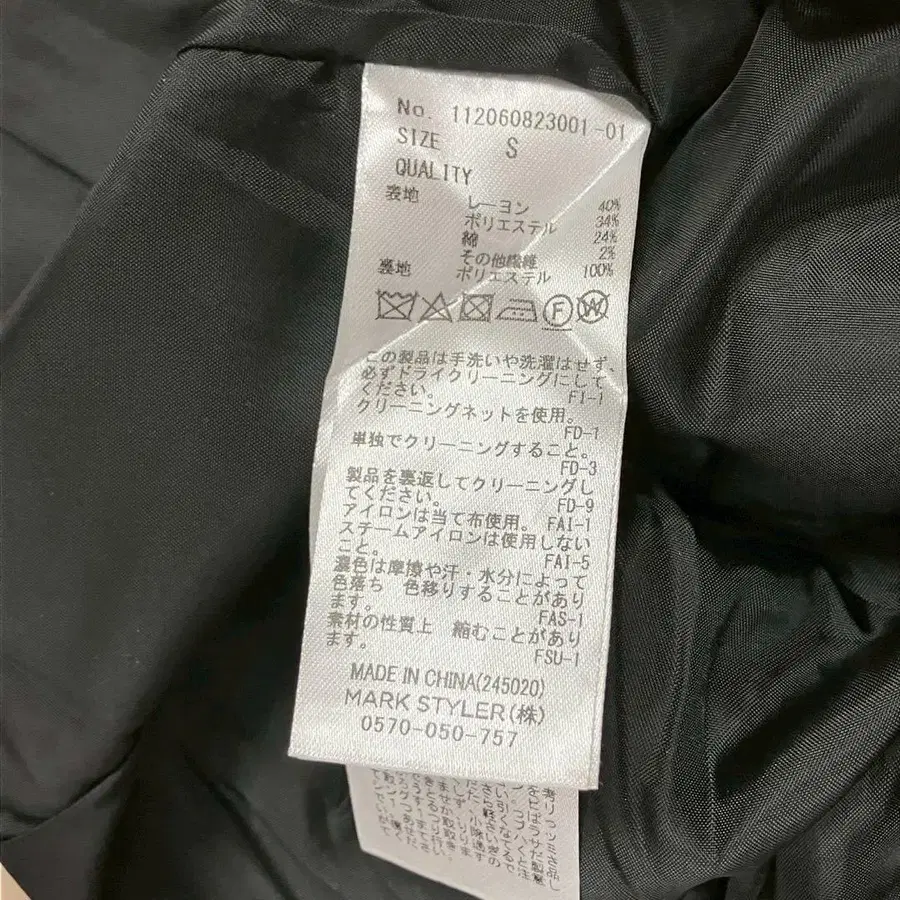 No. 112060823001-01
SIZE S
QUALITY
表地 レーヨン 40%
ポリエステル 34%
綿 24%
その他繊維 2%
裏地 ポリエステル 100%
F W
この製品は手洗いや洗濯はせず、
必ずドライクリーニングにして
ください。 FI-1
クリーニングネットを使用。
FD-1
単独でクリーニングすること。
FD-3
製品を裏返してクリーニングし
てください。 FD-9
アイロンは当て布使用。 FAI-1
スチームアイロンは使用しない
こと。 FAI-5
濃色は摩擦や汗・水分によって
色落ち 色移りすることがあり
ます。 FAS-1
素材の性質上 縮むことがあり
ます。 FSU-1
MADE IN CHINA(245020)
MARK STYLER(株)
0570-050-757